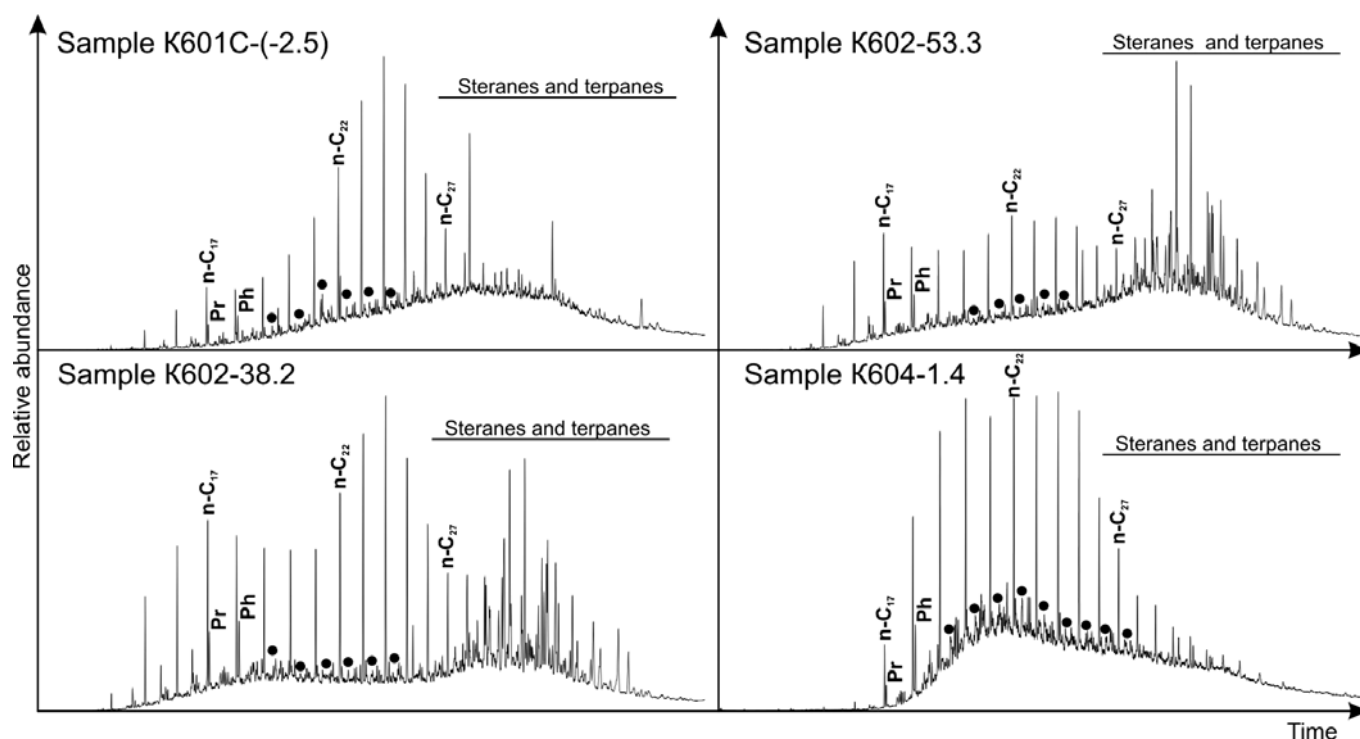 Sample K601C-(-2.5)
Steranes and terpanes
n-C₁₇
Pr
Ph
n-C₂₂
n-C₂₇
Sample K602-53.3
Steranes and terpanes
n-C₁₇
Pr
Ph
n-C₂₂
n-C₂₇
Relative abundance
Sample K602-38.2
Steranes and terpanes
n-C₁₇
Pr
Ph
n-C₂₂
n-C₂₇
Sample K604-1.4
Steranes and terpanes
n-C₁₇
Pr
Ph
n-C₂₂
n-C₂₇
Time